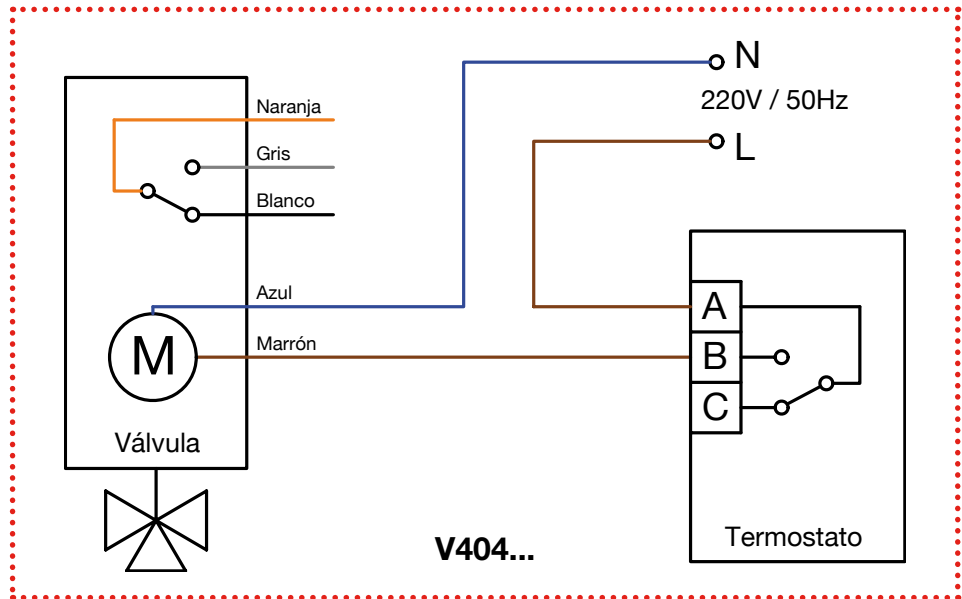 Naranja
Gris
Blanco
Azul
Marrón
M
Válvula
N
220V / 50Hz
L
A
B
C
Termostato
V404...